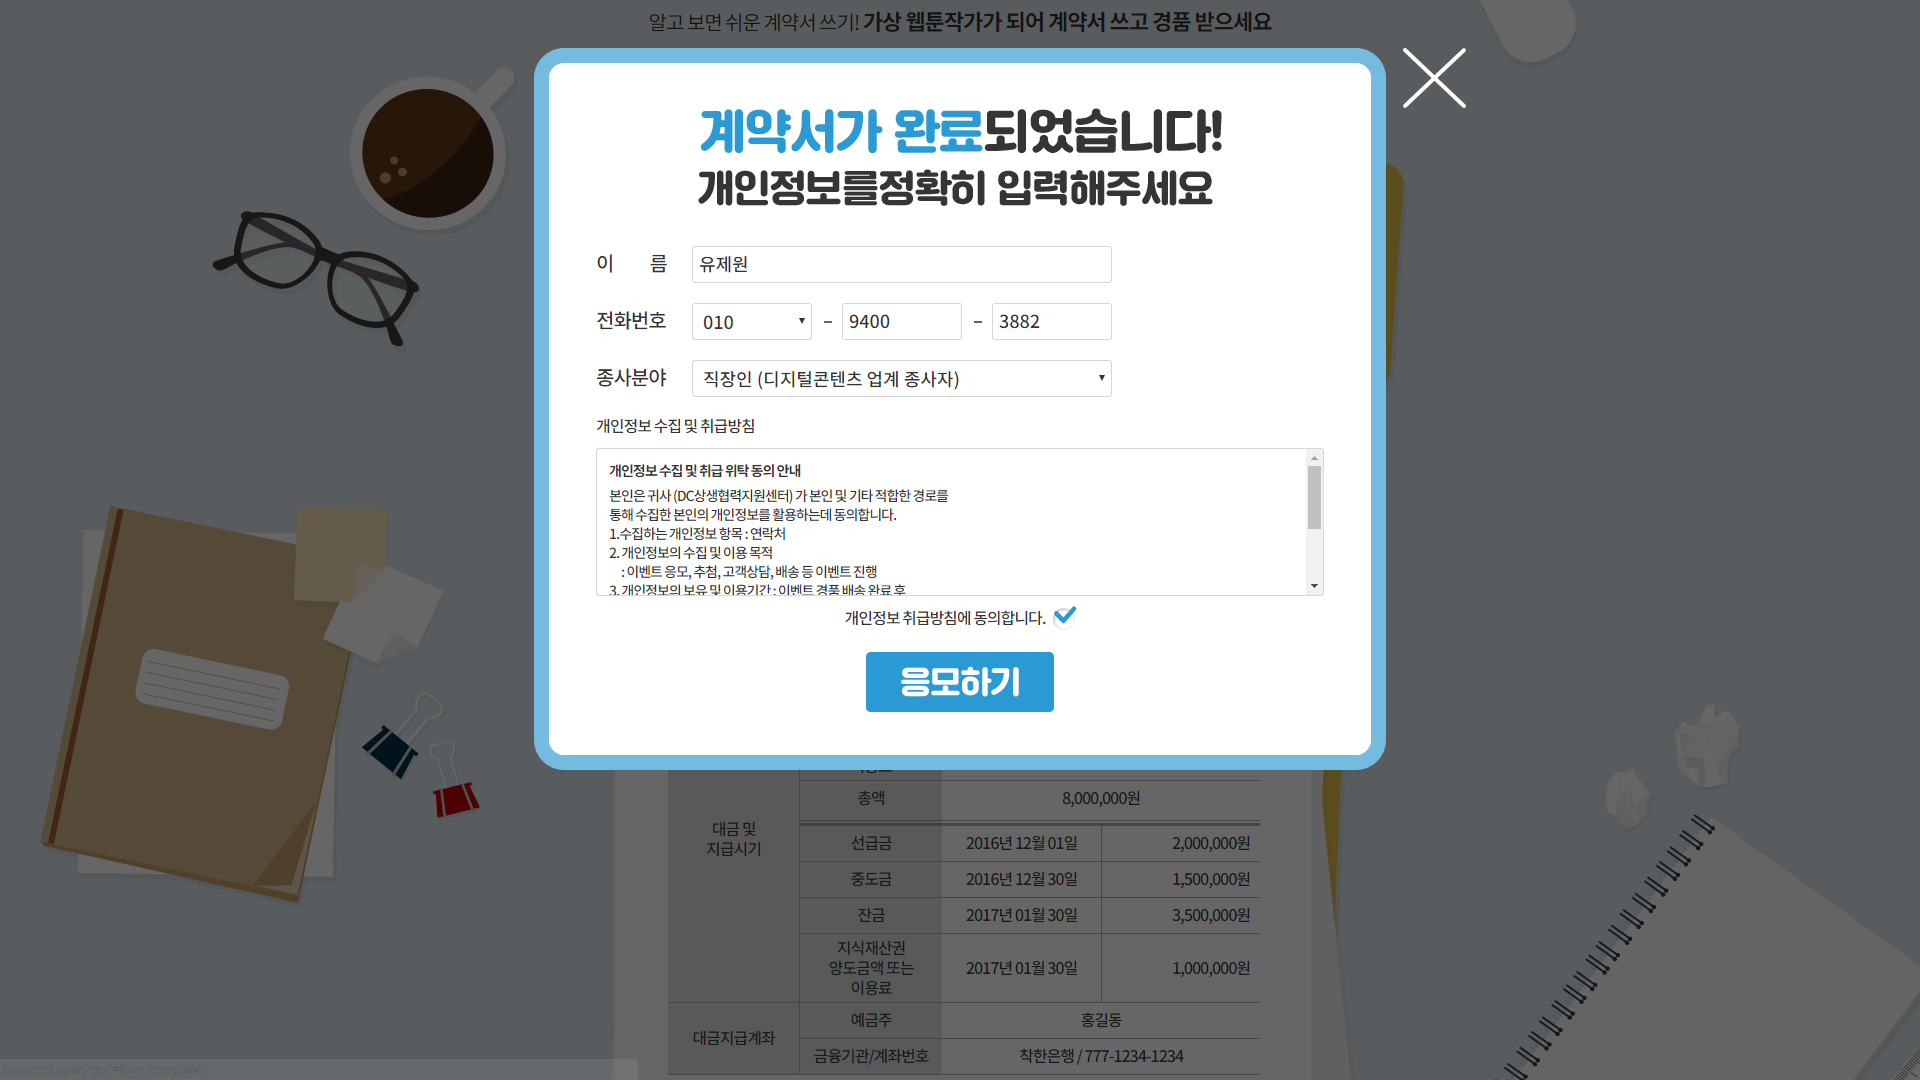 알고 보면 쉬운 계약서 쓰기! 가상 웹툰작가가 되어 계약서 쓰고 경품 받으세요
계약서가 완료되었습니다!
개인정보를정확히 입력해주세요
이 름 유제원
전화번호 010 - 9400 - 3882
종사분야 직장인 (디지털콘텐츠 업계 종사자)
개인정보 수집 및 취급방침
개인정보 수집 및 취급 위탁 동의 안내
본인은 귀사 (DC상생협력지원센터) 가 본인 및 기타 적합한 경로를
통해 수집한 본인의 개인정보를 활용하는데 동의합니다.
1.수집하는 개인정보 항목 : 연락처
2. 개인정보의 수집 및 이용 목적
: 이벤트 응모, 추첨, 고객상담, 배송 등 이벤트 진행
3. 개인정보의 보유 및 이용기간 : 이벤트 경품 배송 완료 후
개인정보 취급방침에 동의합니다.
응모하기
총액 8,000,000원
대금 및
지급시기
선급금 2016년 12월 01일 2,000,000원
중도금 2016년 12월 30일 1,500,000원
잔금 2017년 01월 30일 3,500,000원
지식재산권
양도금액 또는
이용료
2017년 01월 30일 1,000,000원
대금지급계좌
예금주 홍길동
금융기관/계좌번호 착한은행 / 777-1234-1234
javascript:openPop('#form_complete');